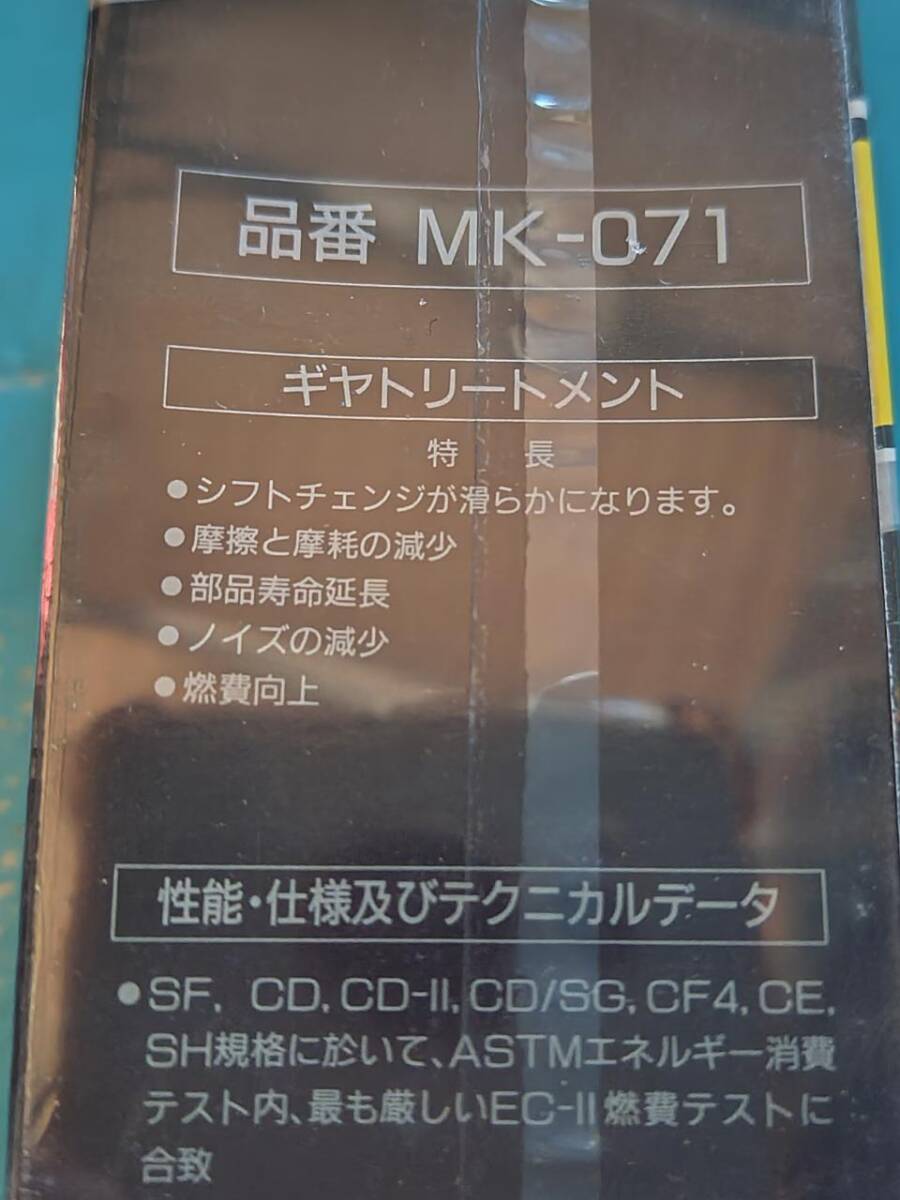 品番 MK-071
ギヤトリートメント
特 長
●シフトチェンジが滑らかになります。
●摩擦と摩耗の減少
●部品寿命延長
●ノイズの減少
●燃費向上
性能・仕様及びテクニカルデータ
●SF, CD, CD-II, CD/SG, CF4, CE,
SH規格に於いて、ASTMエネルギー消費
テスト内、最も厳しいEC-II燃費テストに
合致